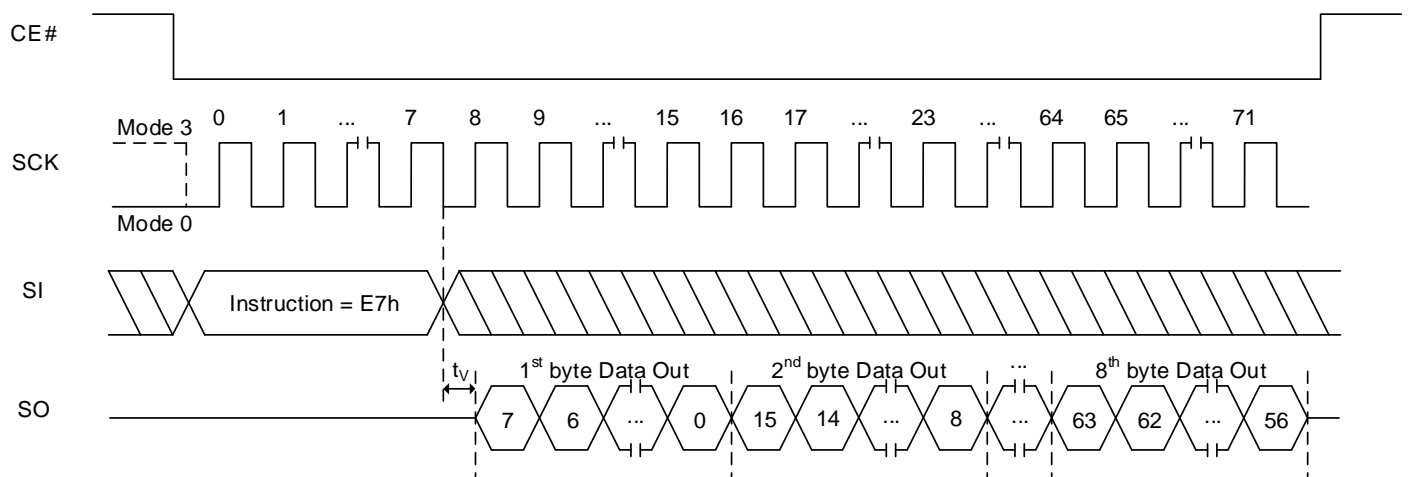 CE#
0 1 ... 7 8 9 ... 15 16 17 ... 23 ... 64 65 ... 71
Mode 3
SCK
Mode 0
SI
Instruction = E7h
tV 1st byte Data Out 2nd byte Data Out ... 8th byte Data Out
SO
7 6 ... 0 15 14 ... 8 ... 63 62 ... 56